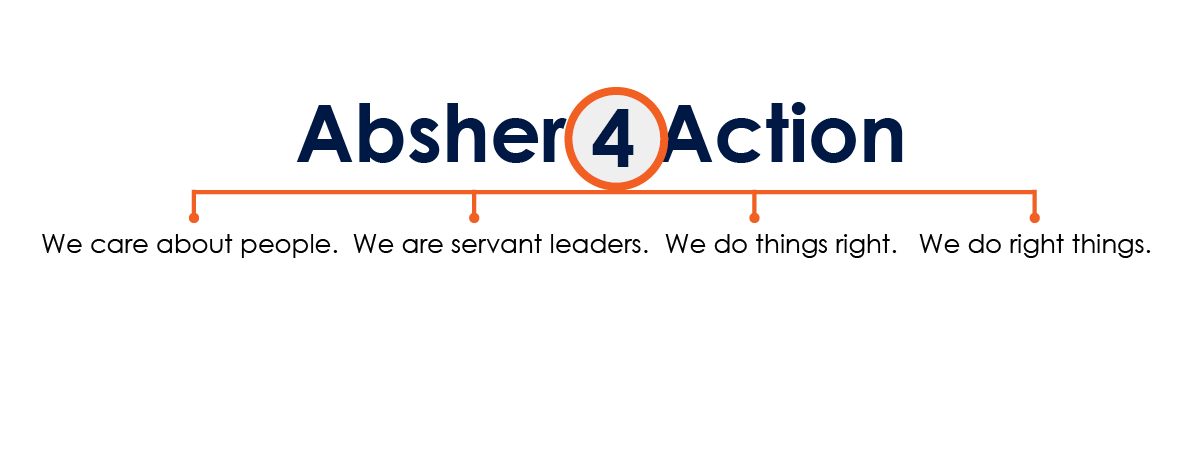 Absher 4 Action
We care about people. We are servant leaders. We do things right. We do right things.